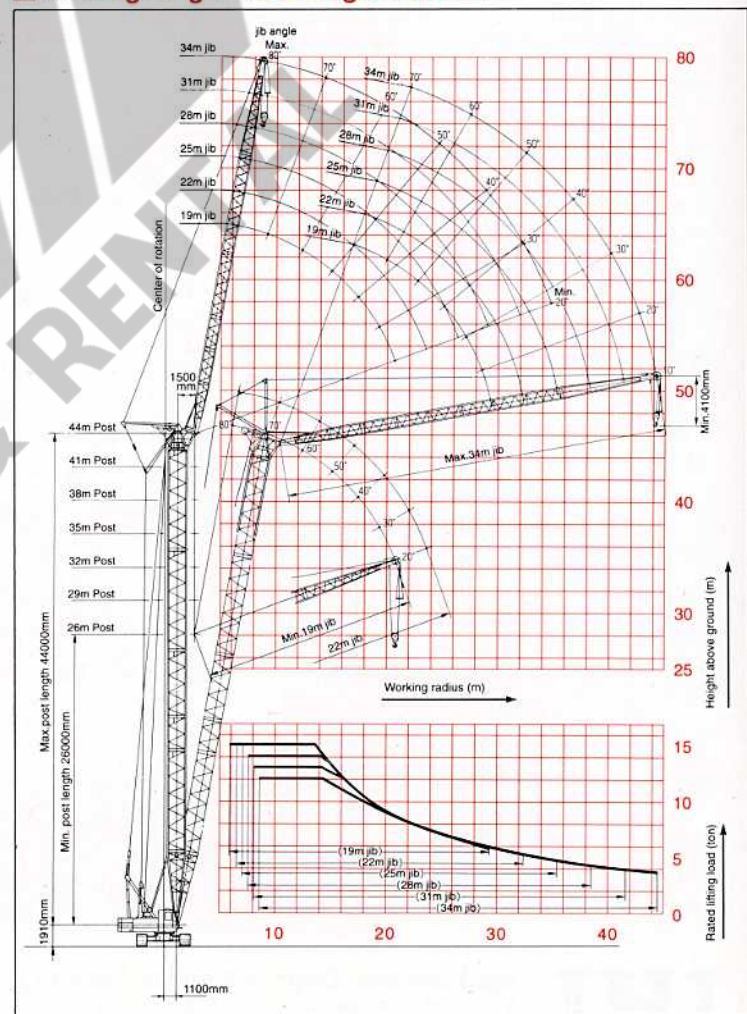 jib angle
Max.
80°
34m jib
31m jib
28m jib
25m jib
22m jib
19m jib
70°
60°
34m jib
70°
31m jib
60°
28m jib
50°
50°
25m jib
40°
40°
22m jib
30°
30°
19m jib
Min.
20°
20°
10°
80
70
60
50
40
30
25
Center of rotation
& RENTAL
1500
mm
44m Post
41m Post
38m Post
35m Post
32m Post
29m Post
26m Post
80°
70°
60°
50°
40°
30°
20°
Max.34m jib
Min.4100mm
Min.19m jib
22m jib
Height above ground (m)
Working radius (m)
Max.post length 44000mm
Min. post length 26000mm
1910mm
1100mm
15
10
5
0
(19m jib)
(22m jib)
(25m jib)
(28m jib)
(31m jib)
(34m jib)
10
20
30
40
Rated lifting load (ton)